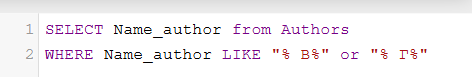 1 SELECT Name_author from Authors
2 WHERE Name_author LIKE "% В%" or "% Г%"